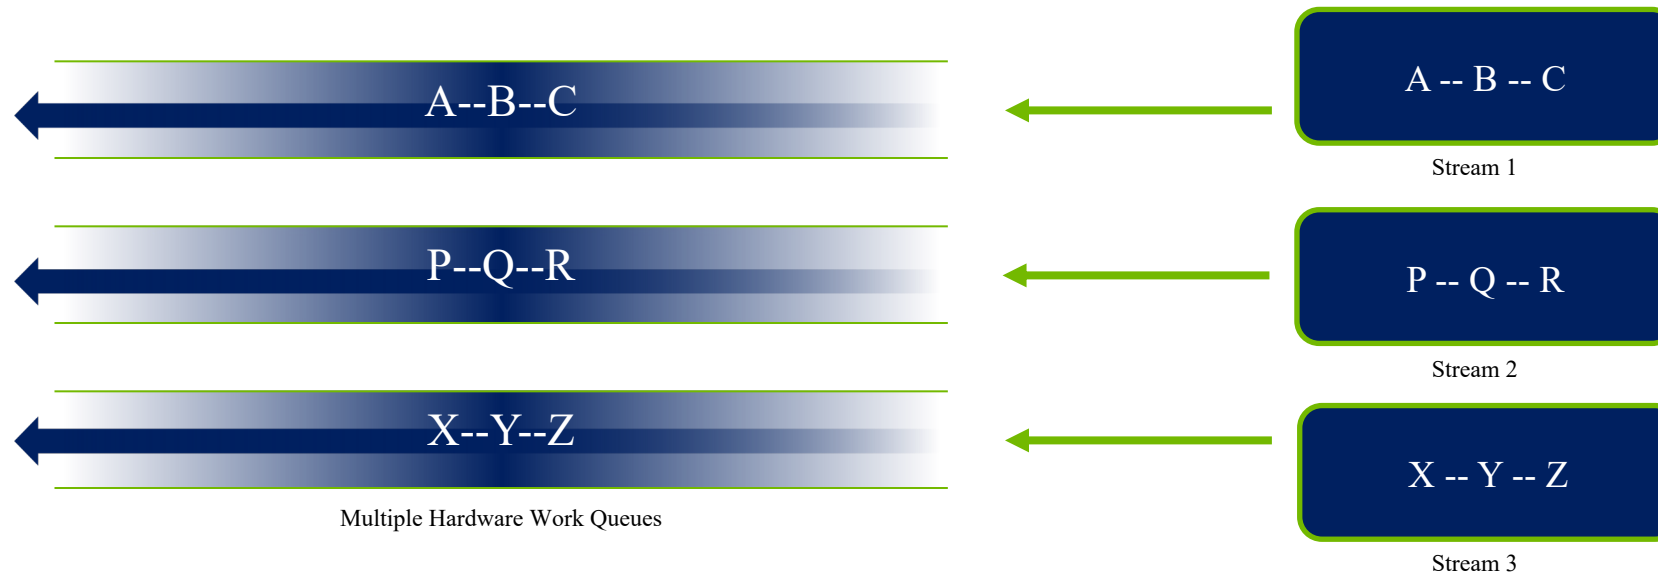 A--B--C
A -- B -- C
Stream 1
P--Q--R
P -- Q -- R
Stream 2
X--Y--Z
X -- Y -- Z
Multiple Hardware Work Queues
Stream 3